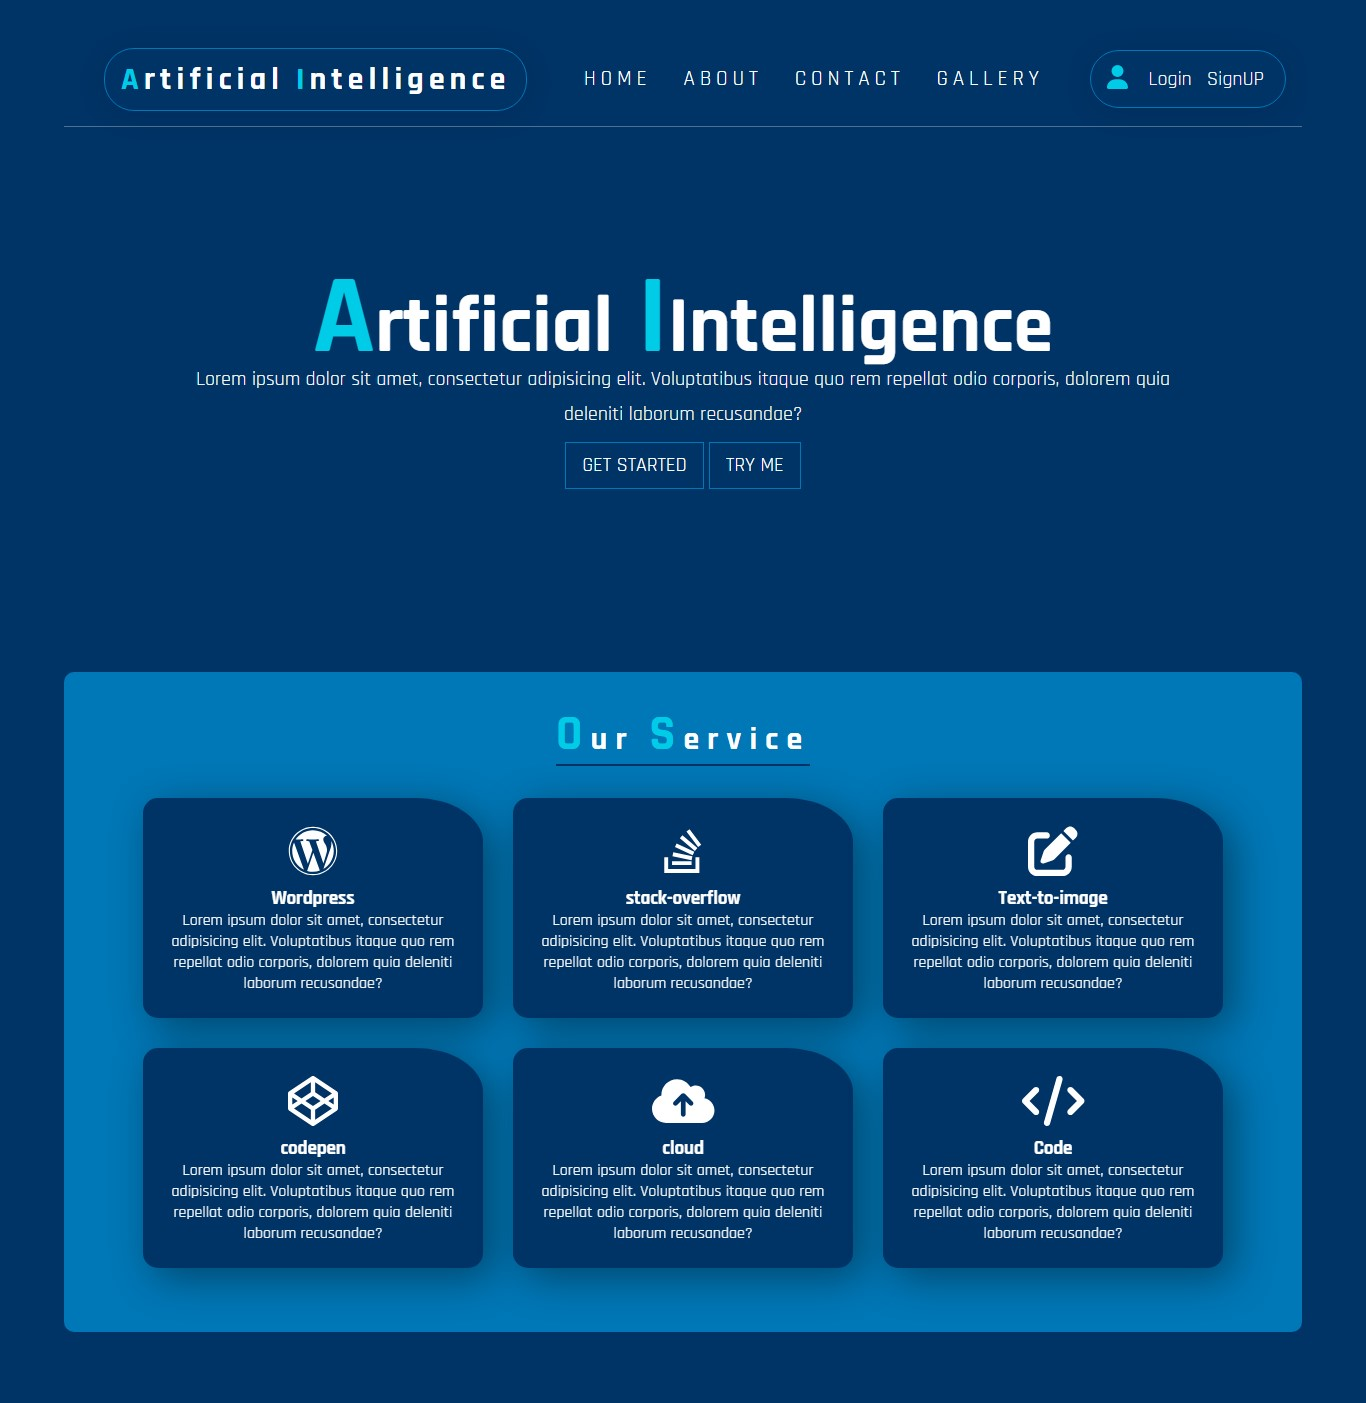 Artificial Intelligence
HOME ABOUT CONTACT GALLERY
Login SignUP
Artificial IIntelligence
Lorem ipsum dolor sit amet, consectetur adipisicing elit. Voluptatibus itaque quo rem repellat odio corporis, dolorem quia
deleniti laborum recusandae?
GET STARTED TRY ME
Our Service
Wordpress
Lorem ipsum dolor sit amet, consectetur
adipisicing elit. Voluptatibus itaque quo rem
repellat odio corporis, dolorem quia deleniti
laborum recusandae?
stack-overflow
Lorem ipsum dolor sit amet, consectetur
adipisicing elit. Voluptatibus itaque quo rem
repellat odio corporis, dolorem quia deleniti
laborum recusandae?
Text-to-image
Lorem ipsum dolor sit amet, consectetur
adipisicing elit. Voluptatibus itaque quo rem
repellat odio corporis, dolorem quia deleniti
laborum recusandae?
codepen
Lorem ipsum dolor sit amet, consectetur
adipisicing elit. Voluptatibus itaque quo rem
repellat odio corporis, dolorem quia deleniti
laborum recusandae?
cloud
Lorem ipsum dolor sit amet, consectetur
adipisicing elit. Voluptatibus itaque quo rem
repellat odio corporis, dolorem quia deleniti
laborum recusandae?
Code
Lorem ipsum dolor sit amet, consectetur
adipisicing elit. Voluptatibus itaque quo rem
repellat odio corporis, dolorem quia deleniti
laborum recusandae?